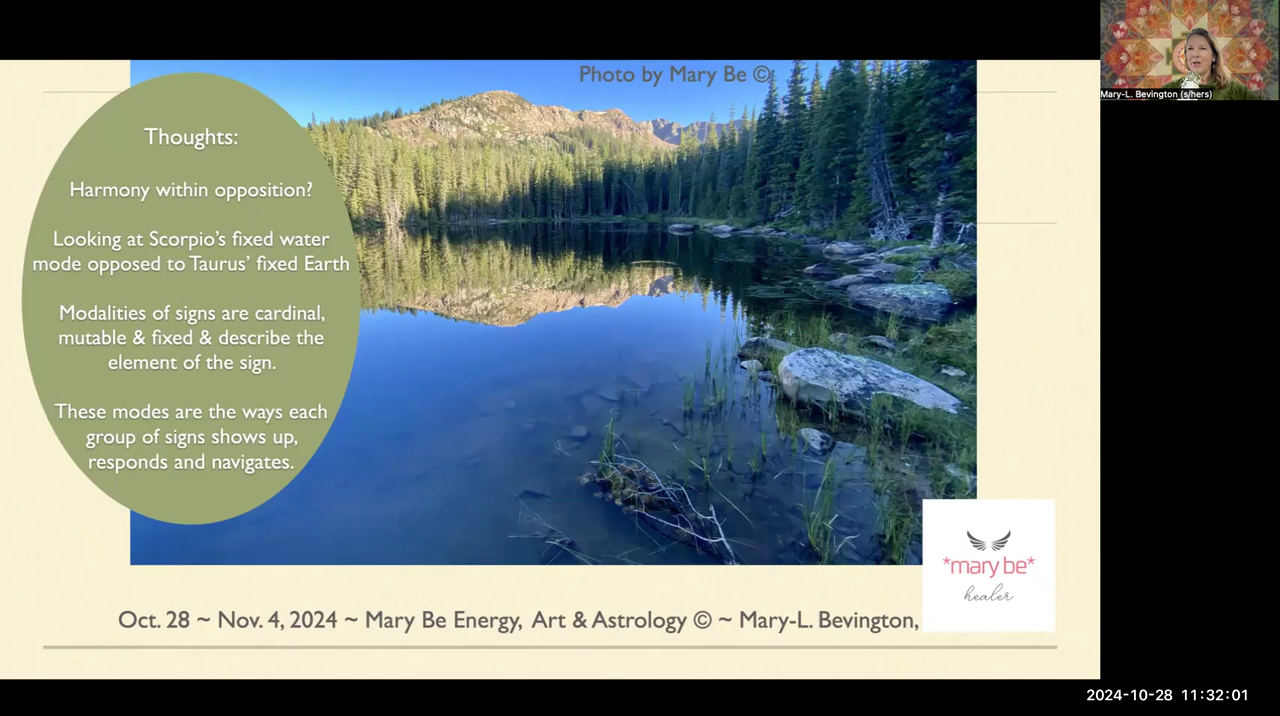 Photo by Mary Be ©
Mary-L. Bevington (s/hers)
Thoughts:
Harmony within opposition?
Looking at Scorpio’s fixed water
mode opposed to Taurus’ fixed Earth
Modalities of signs are cardinal,
mutable & fixed & describe the
element of the sign.
These modes are the ways each
group of signs shows up,
responds and navigates.
*mary be*
healer
Oct. 28 ~ Nov. 4, 2024 ~ Mary Be Energy, Art & Astrology © ~ Mary-L. Bevington,
2024-10-28 11:32:01